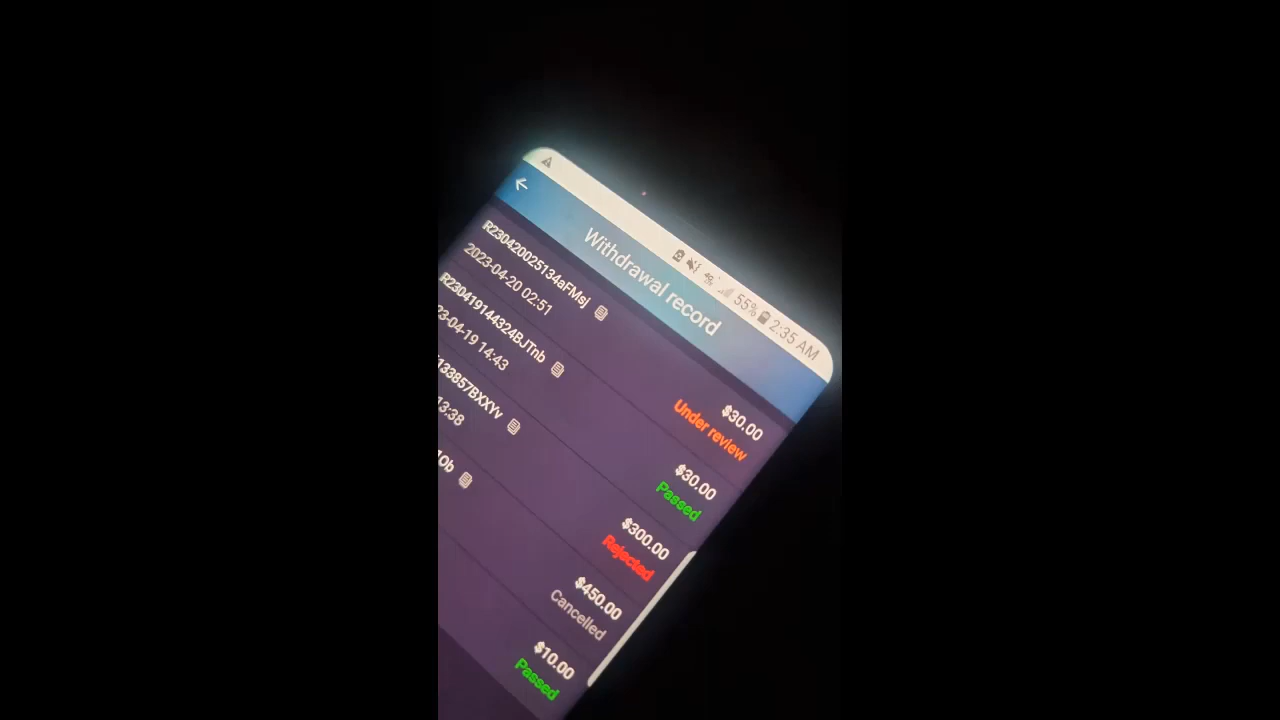 55% 2:35 AM
Withdrawal record
R230420025134aFMsj
$30.00
2023-04-20 02:51
Under review
R230419144324BJTnb
$30.00
23-04-19 14:43
Passed
133857BXXYv
$300.00
13:38
Rejected
10b
$450.00
Cancelled
$10.00
Passed